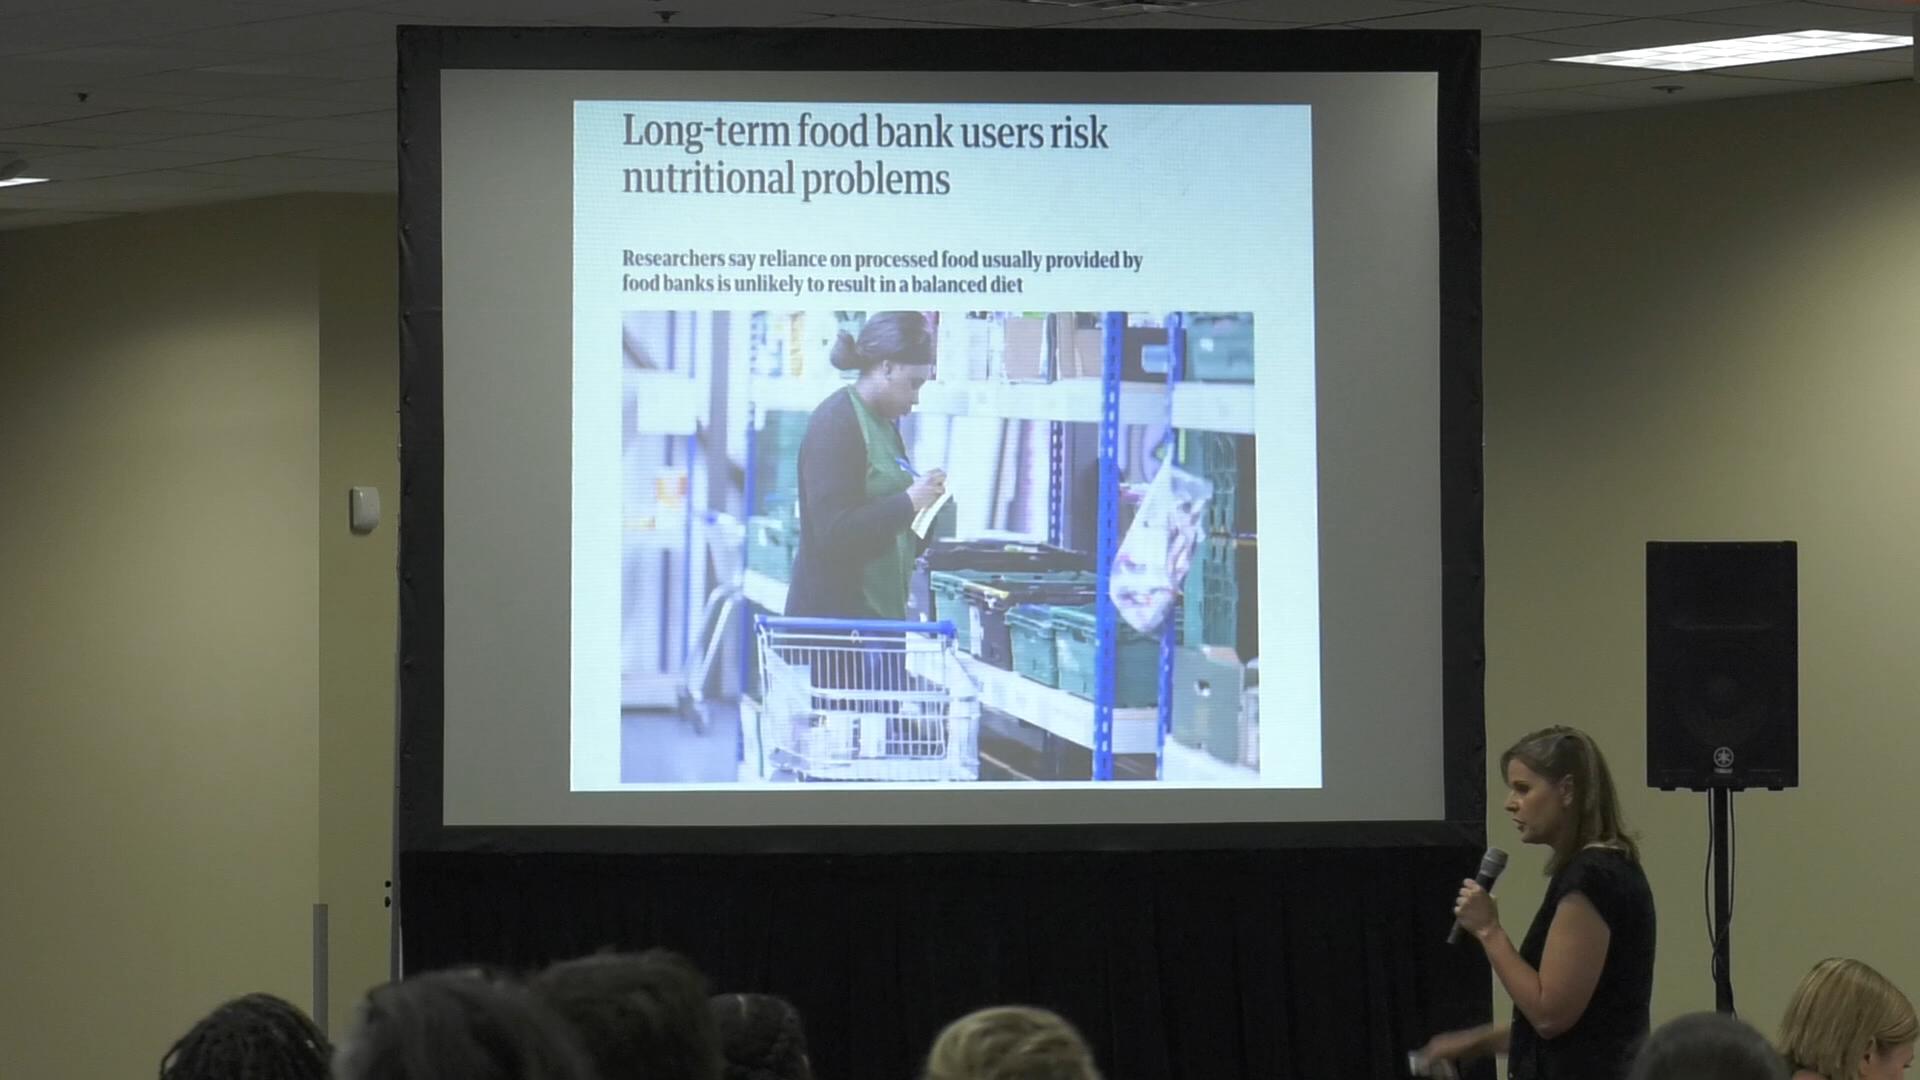 Long-term food bank users risk
nutritional problems
Researchers say reliance on processed food usually provided by
food banks is unlikely to result in a balanced diet
YAMAHA